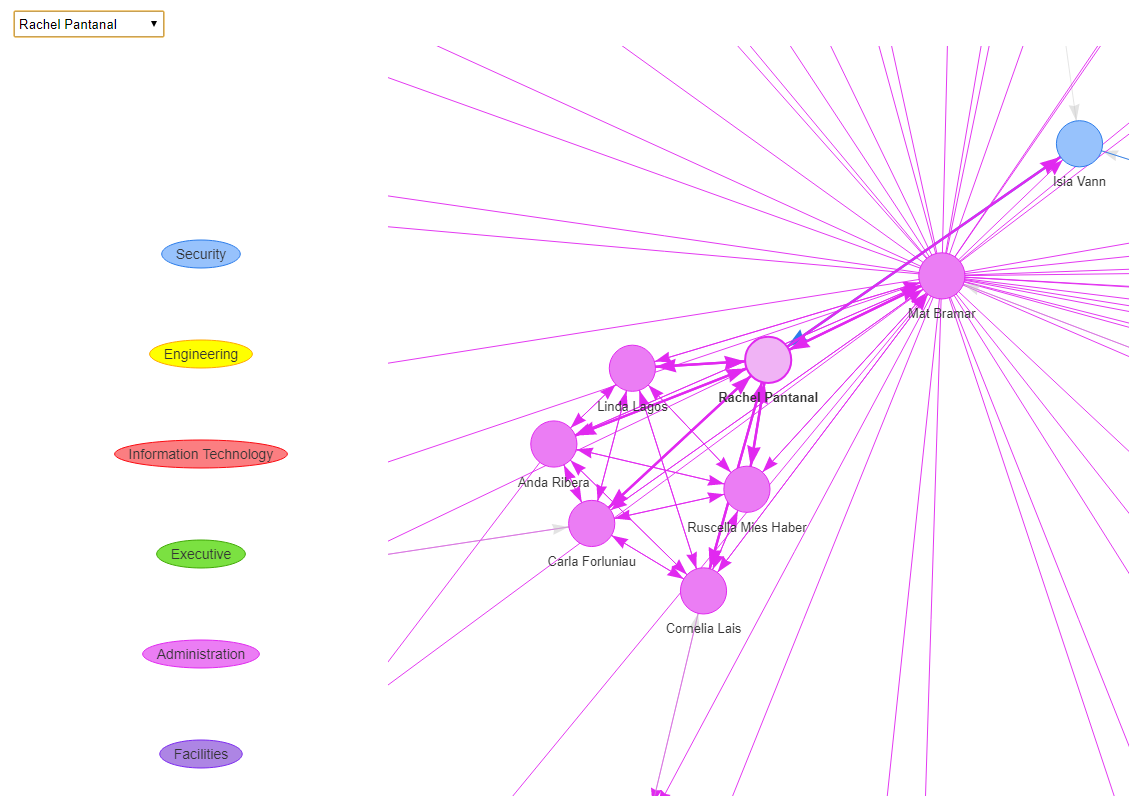 Rachel Pantanal
Isia Vann
Security
Mat Bramar
Engineering
Rachel Pantanal
Linda Lagos
Information Technology
Anda Ribera
Ruscella Mies Haber
Executive
Carla Forluniau
Cornelia Lais
Administration
Facilities